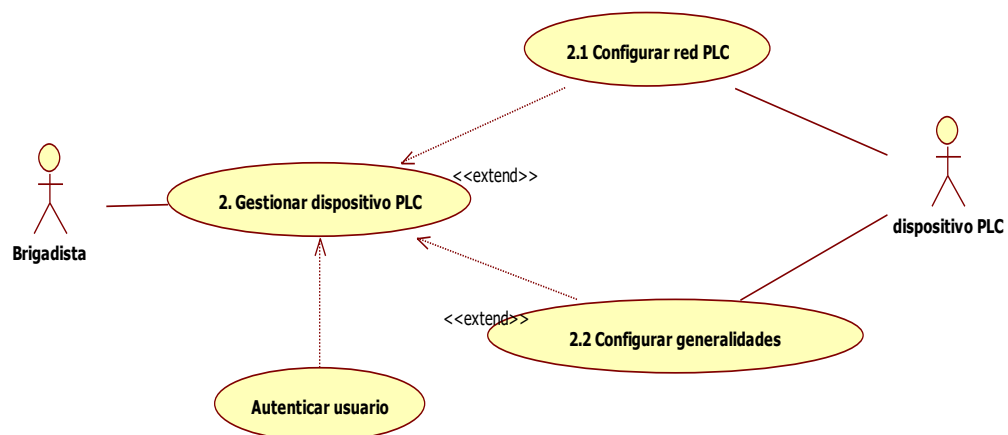 2.1 Configurar red PLC
<<extend>>
2. Gestionar dispositivo PLC
dispositivo PLC
Brigadista
<<extend>>
2.2 Configurar generalidades
Autenticar usuario